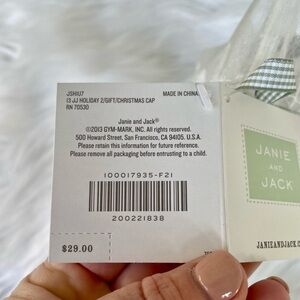 JSHIU7
MADE IN CHINA
I3 JJ HOLIDAY 2/GIFT/CHRISTMAS CAP
RN 70530
Janie and Jack®
©2013 GYM-MARK, INC. All rights reserved.
500 Howard Street, San Francisco, CA 94105. U.S.A.
Please retain this information for future reference.
Please remove all packaging before entrusting to a child.
100017935-F21
200221838
$29.00
JANIE
AND
JACK
JANIEANDJACK.C